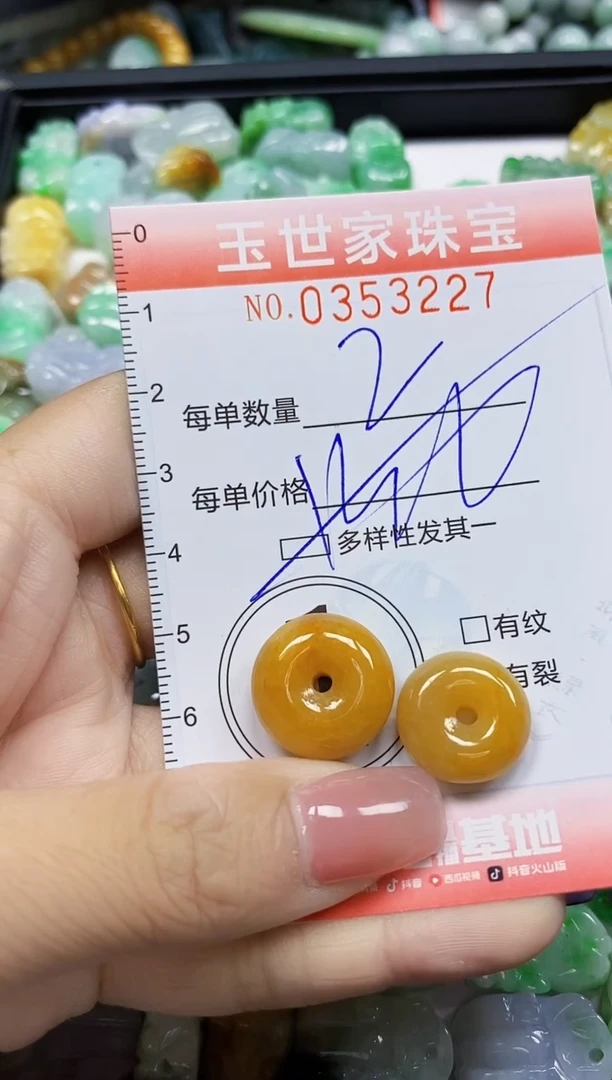 0
玉世家珠宝
NO.0353227
1
2
每单数量 2
3
每单价格
4
多样性发其一
5
有纹
有裂
6
基地
抖音 西瓜视频 抖音火山版